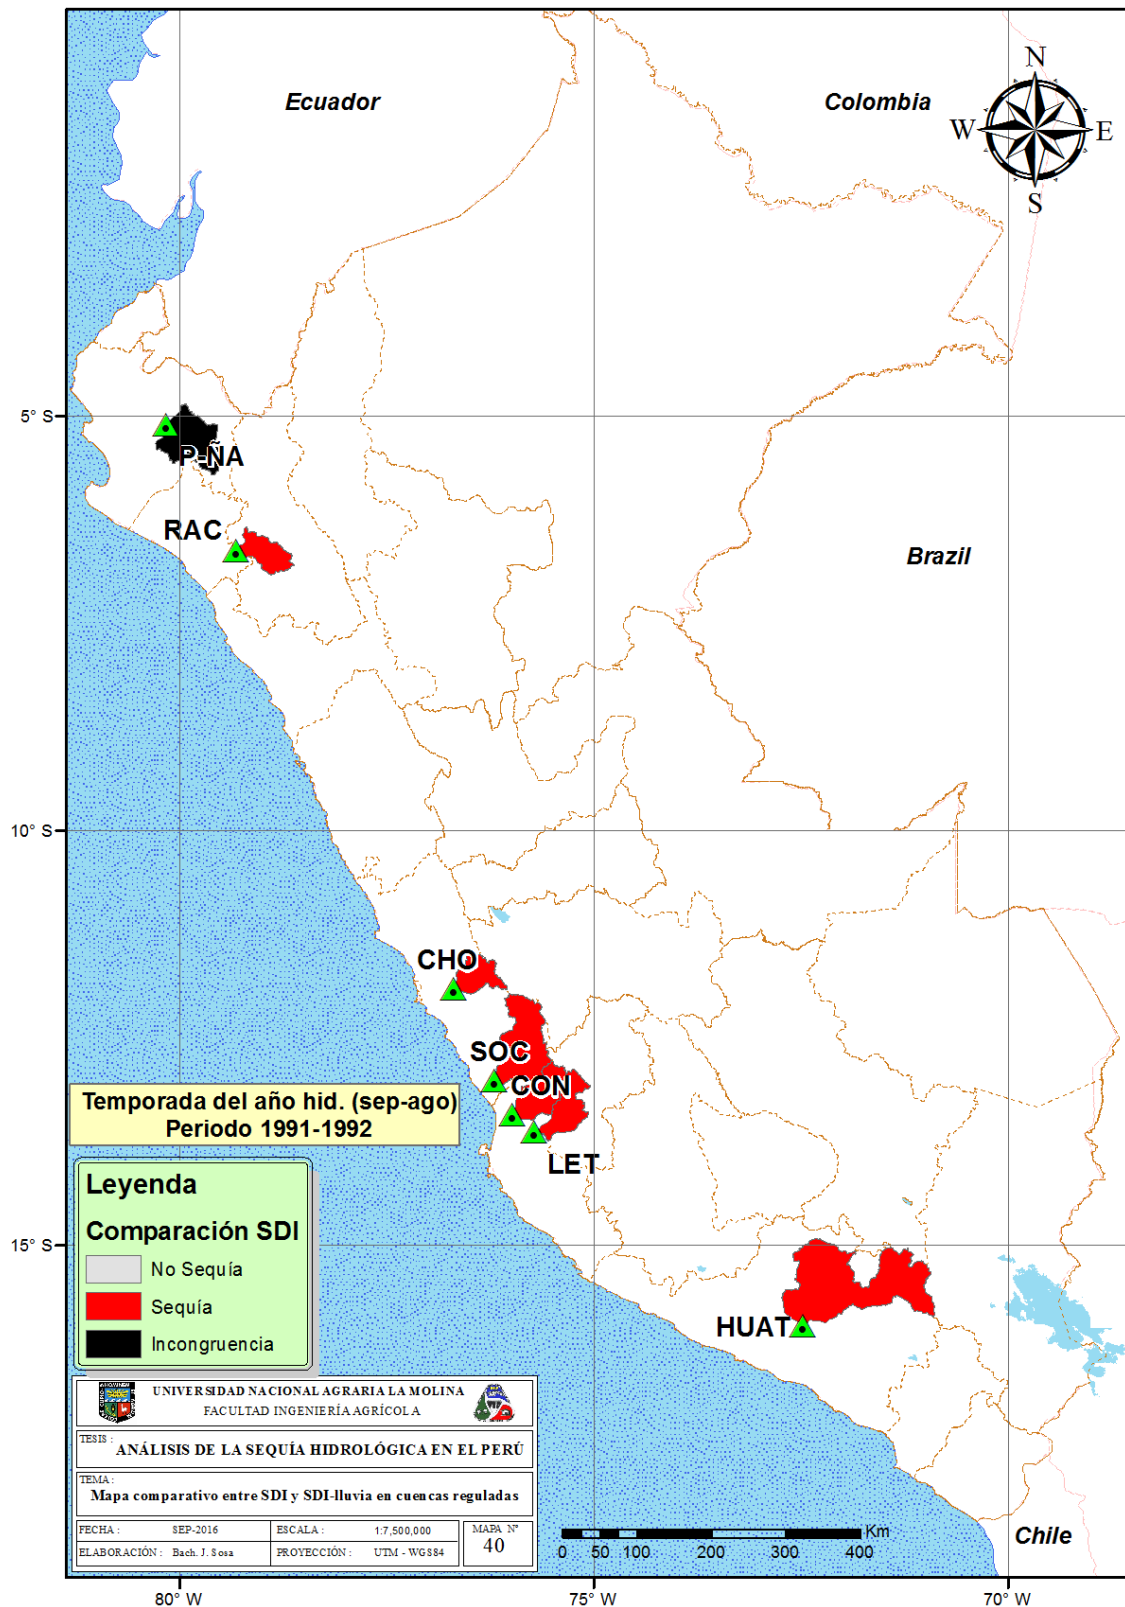 Ecuador
Colombia
N
W
E
S
5° S
P-ÑA
RAC
Brazil
10° S
CHO
SOC
CON
LET
Temporada del año hid. (sep-ago)
Periodo 1991-1992
Leyenda
Comparación SDI
No Sequía
Sequía
Incongruencia
15° S
HUAT
UNIVERSIDAD NACIONAL AGRARIA LA MOLINA
FACULTAD INGENIERÍA AGRÍCOLA
TESIS :
ANÁLISIS DE LA SEQUÍA HIDROLÓGICA EN EL PERÚ
TEMA :
Mapa comparativo entre SDI y SDI-lluvia en cuencas reguladas
FECHA : SEP-2016 ESCALA : 1:7,500,000 MAPA N°
40
ELABORACIÓN : Bach. J. Sosa PROYECCIÓN : UTM - WGS84
Km
0 50 100 200 300 400
Chile
80° W 75° W 70° W